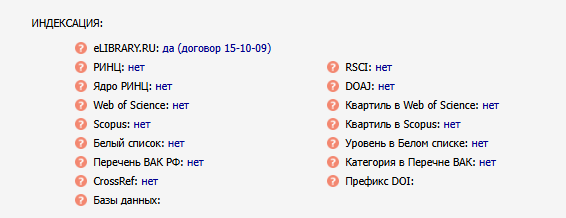 ИНДЕКСАЦИЯ:
? eLIBRARY.RU: да (договор 15-10-09)
? РИНЦ: нет ? RSCI: нет
? Ядро РИНЦ: нет ? DOAJ: нет
? Web of Science: нет ? Квартиль в Web of Science: нет
? Scopus: нет ? Квартиль в Scopus: нет
? Белый список: нет ? Уровень в Белом списке: нет
? Перечень ВАК РФ: нет ? Категория в Перечне ВАК: нет
? CrossRef: нет ? Префикс DOI:
? Базы данных: